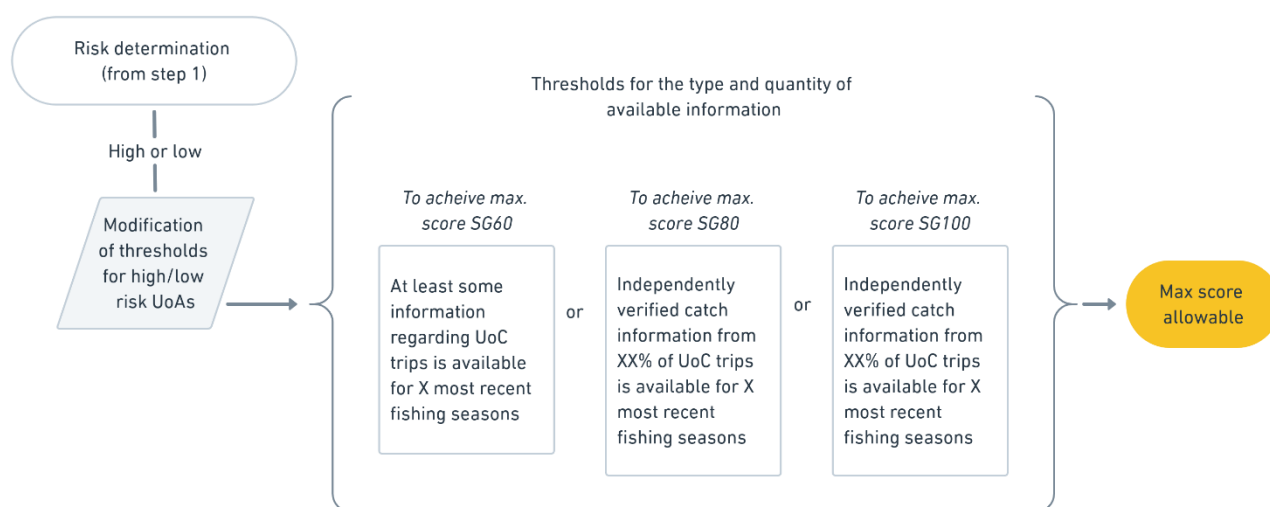 Risk determination
(from step 1)
High or low
Modification
of thresholds
for high/low
risk UoAs
Thresholds for the type and quantity of
available information
To acheive max.
score SG60
At least some
information
regarding UoC
trips is available
for X most recent
fishing seasons
or
To acheive max.
score SG80
Independently
verified catch
information from
XX% of UoC trips
is available for X
most recent
fishing seasons
or
To acheive max.
score SG100
Independently
verified catch
information from
XX% of UoC trips
is available for X
most recent
fishing seasons
Max score
allowable